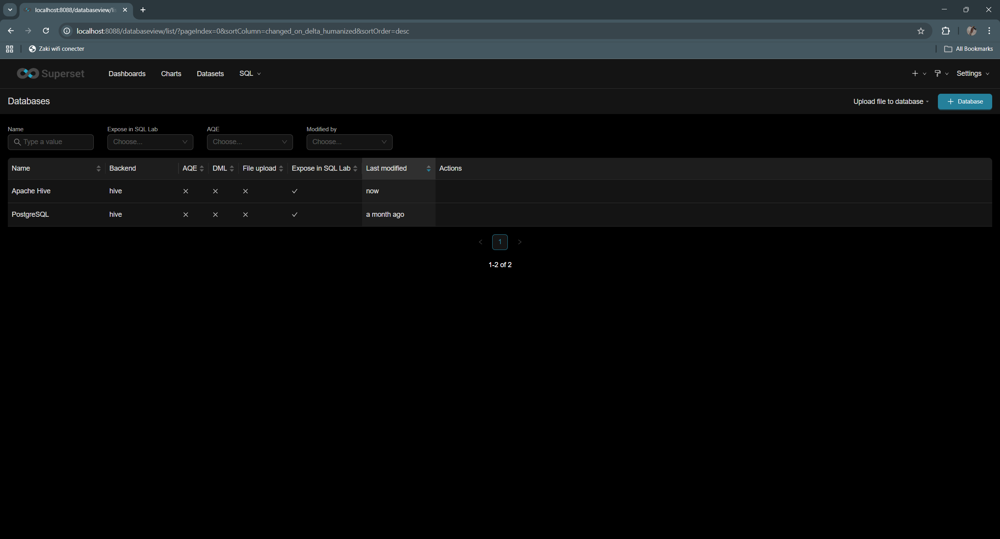 localhost:8088/databaseview/lis
localhost:8088/databaseview/list/?pageIndex=0&sortColumn=changed_on_delta_humanized&sortOrder=desc
Zaki wifi conecter
All Bookmarks
Superset Dashboards Charts Datasets SQL Settings
Databases Upload file to database + Database
Name Expose in SQL Lab AQE Modified by
Type a value Choose... Choose... Choose...
Name Backend AQE DML File upload Expose in SQL Lab Last modified Actions
Apache Hive hive now
PostgreSQL hive a month ago
< 1 >
1-2 of 2